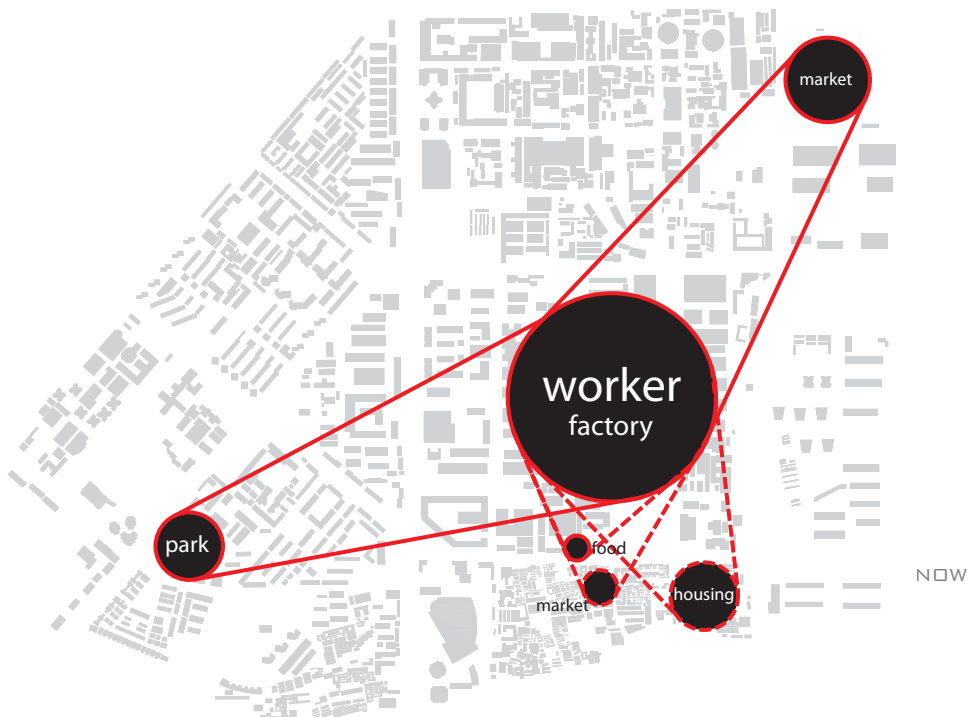 market
worker
factory
park
food
market
housing
NOW